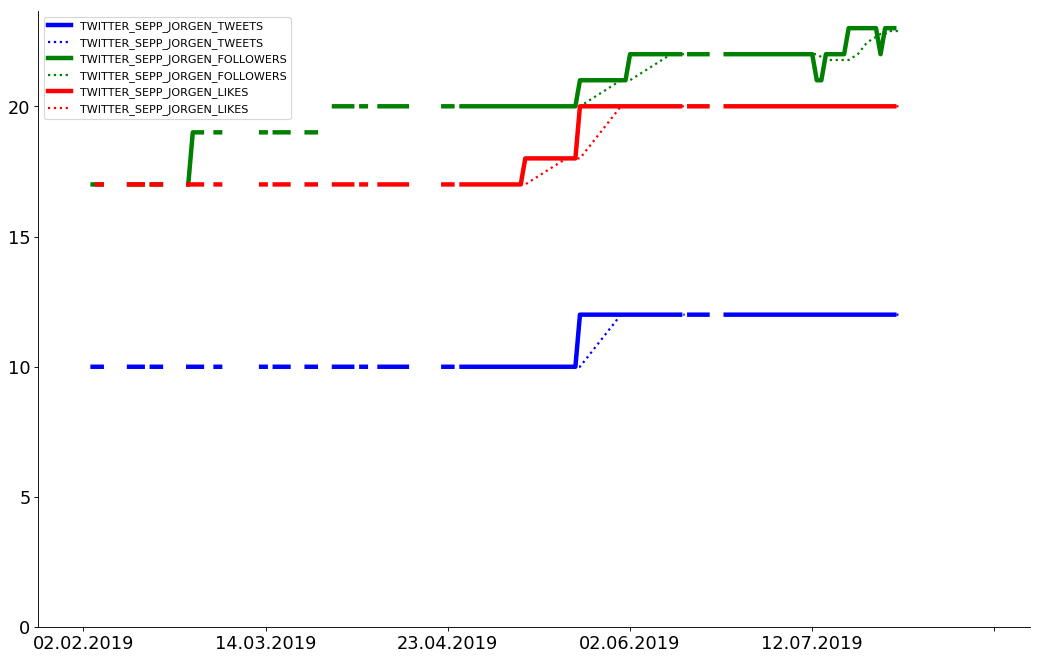 TWITTER_SEPP_JORGEN_TWEETS
TWITTER_SEPP_JORGEN_TWEETS
TWITTER_SEPP_JORGEN_FOLLOWERS
TWITTER_SEPP_JORGEN_FOLLOWERS
TWITTER_SEPP_JORGEN_LIKES
TWITTER_SEPP_JORGEN_LIKES
20
15
10
5
0
02.02.2019 14.03.2019 23.04.2019 02.06.2019 12.07.2019